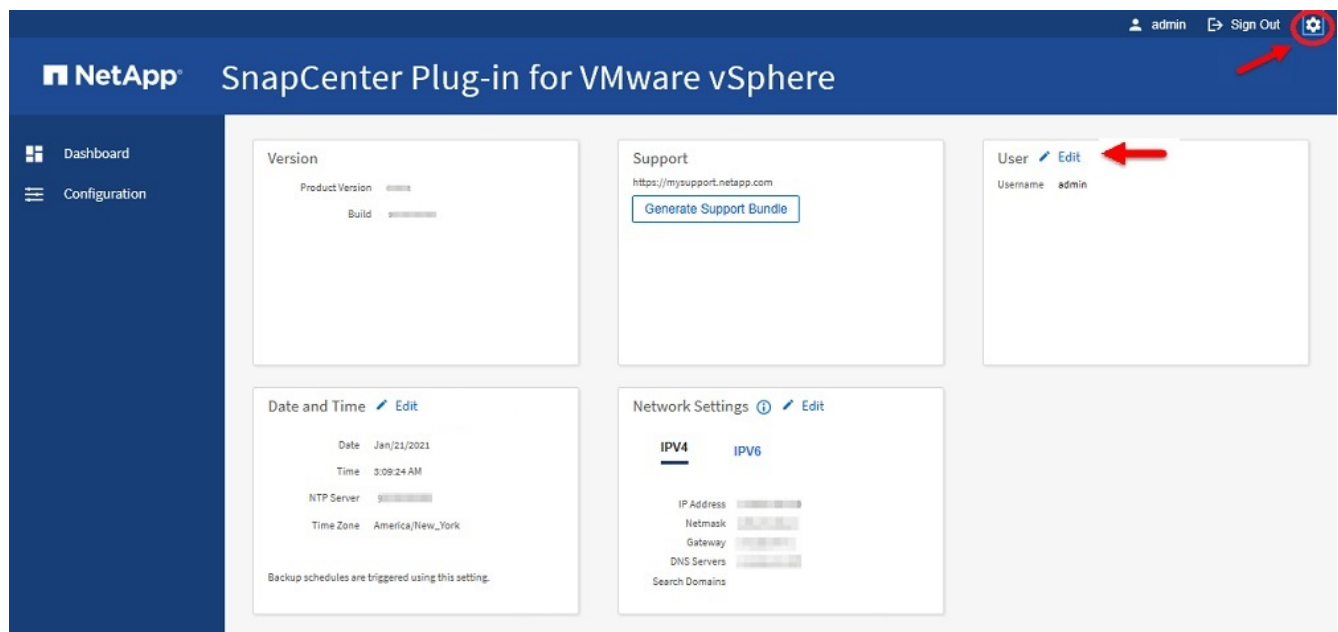 admin Sign Out
NetApp SnapCenter Plug-in for VMware vSphere
Dashboard
Configuration
Version
Product Version
Build
Support
https://mysupport.netapp.com
Generate Support Bundle
User Edit
Username admin
Date and Time Edit
Date Jan/21/2021
Time 3:09:24 AM
NTP Server
Time Zone America/New_York
Backup schedules are triggered using this setting.
Network Settings Edit
IPV4 IPV6
IP Address
Netmask
Gateway
DNS Servers
Search Domains